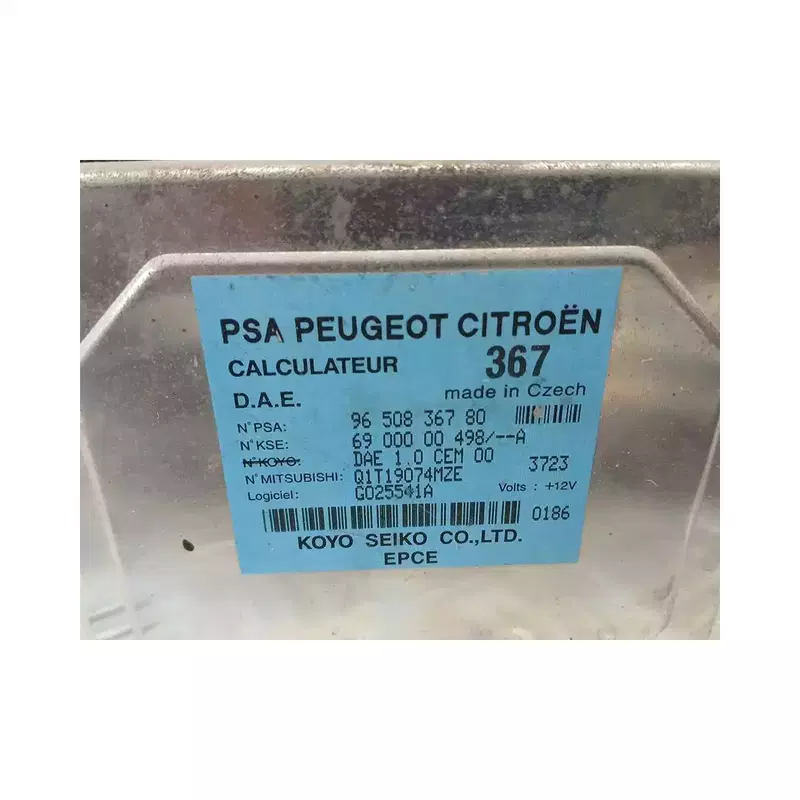 PSA PEUGEOT CITROËN
CALCULATEUR 367
D.A.E. made in Czech
N°PSA: 96 508 367 80
N°KSE: 69 000 00 498/--A
N°KOYO: DAE 1.0 CEM 00 3723
N°MITSUBISHI: Q1T19074MZE
Logiciel: G025541A Volts : +12V
0186
KOYO SEIKO CO.,LTD.
EPCE